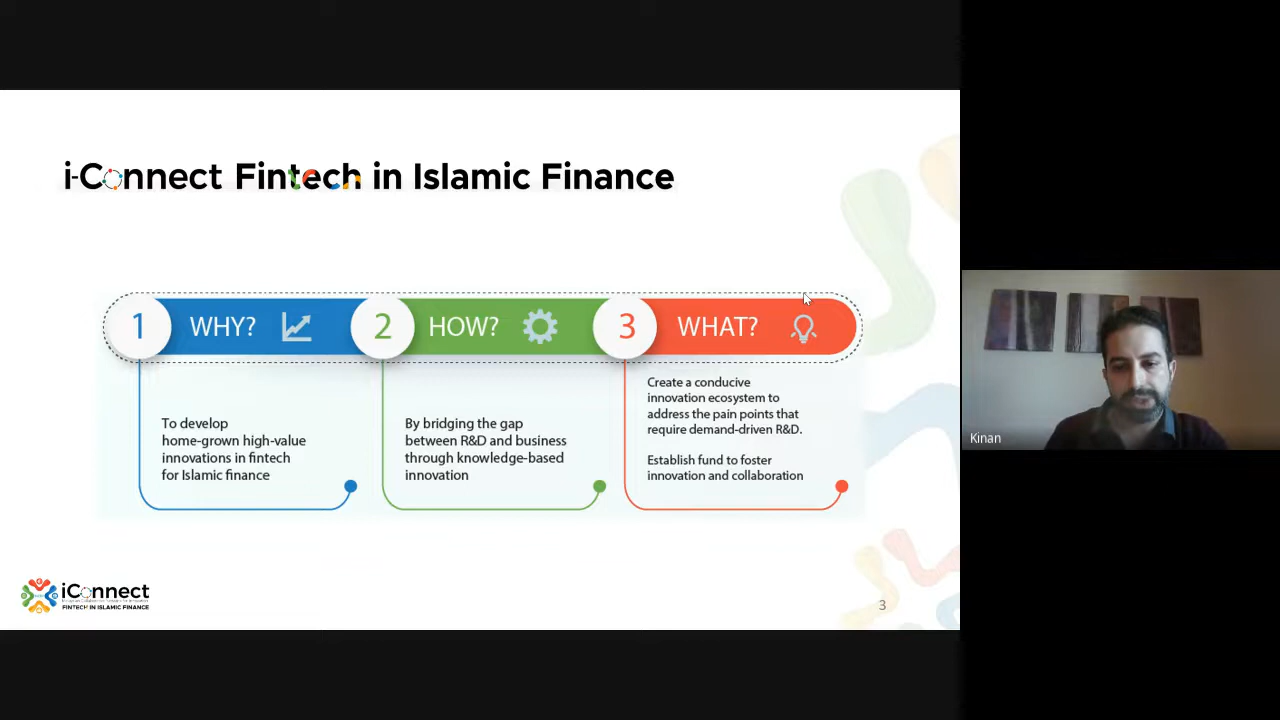 i-Connect Fintech in Islamic Finance
1 WHY? 2 HOW? 3 WHAT?
To develop
home-grown high-value
innovations in fintech
for Islamic finance
By bridging the gap
between R&D and business
through knowledge-based
innovation
Create a conducive
innovation ecosystem to
address the pain points that
require demand-driven R&D.
Establish fund to foster
innovation and collaboration
Kinan
iConnect
FINTECH IN ISLAMIC FINANCE
3